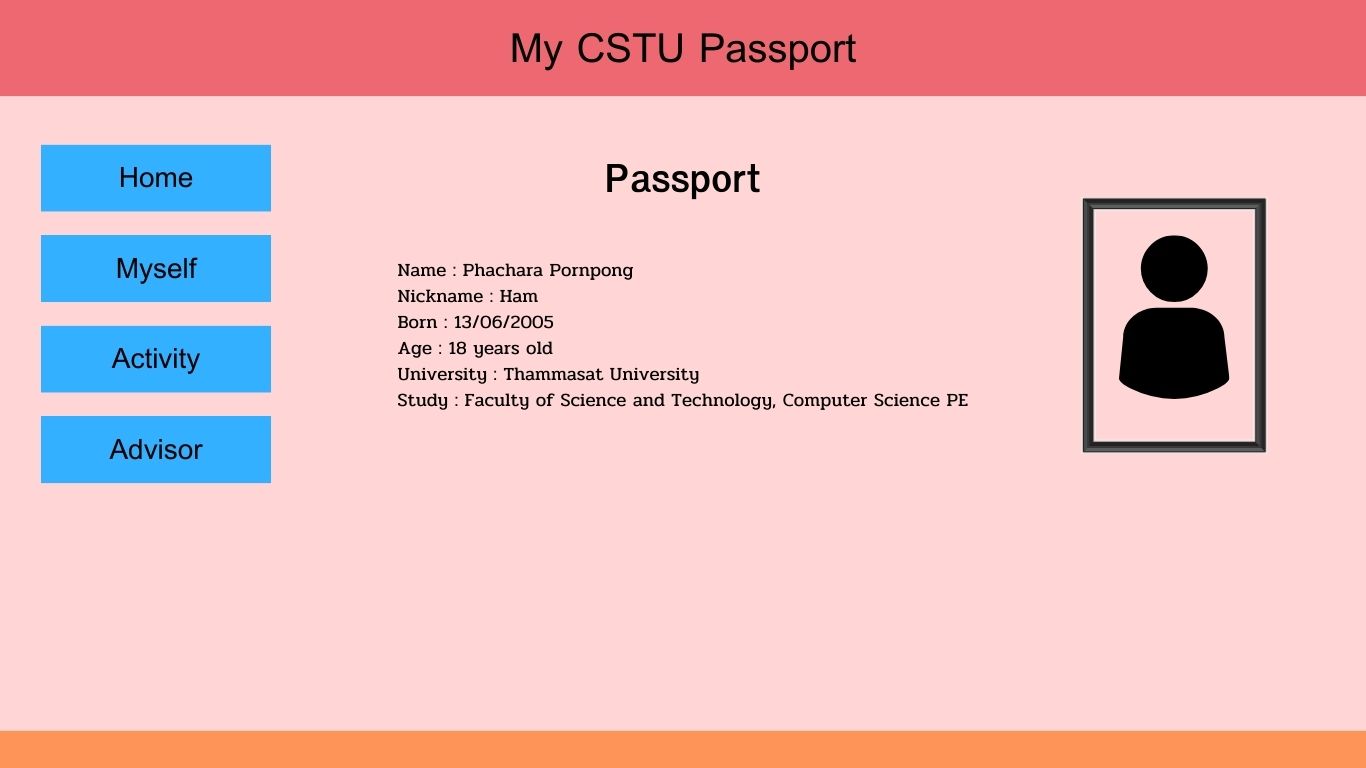 My CSTU Passport
Home
Myself
Activity
Advisor
Passport
Name : Phachara Pornpong
Nickname : Ham
Born : 13/06/2005
Age : 18 years old
University : Thammasat University
Study : Faculty of Science and Technology, Computer Science PE